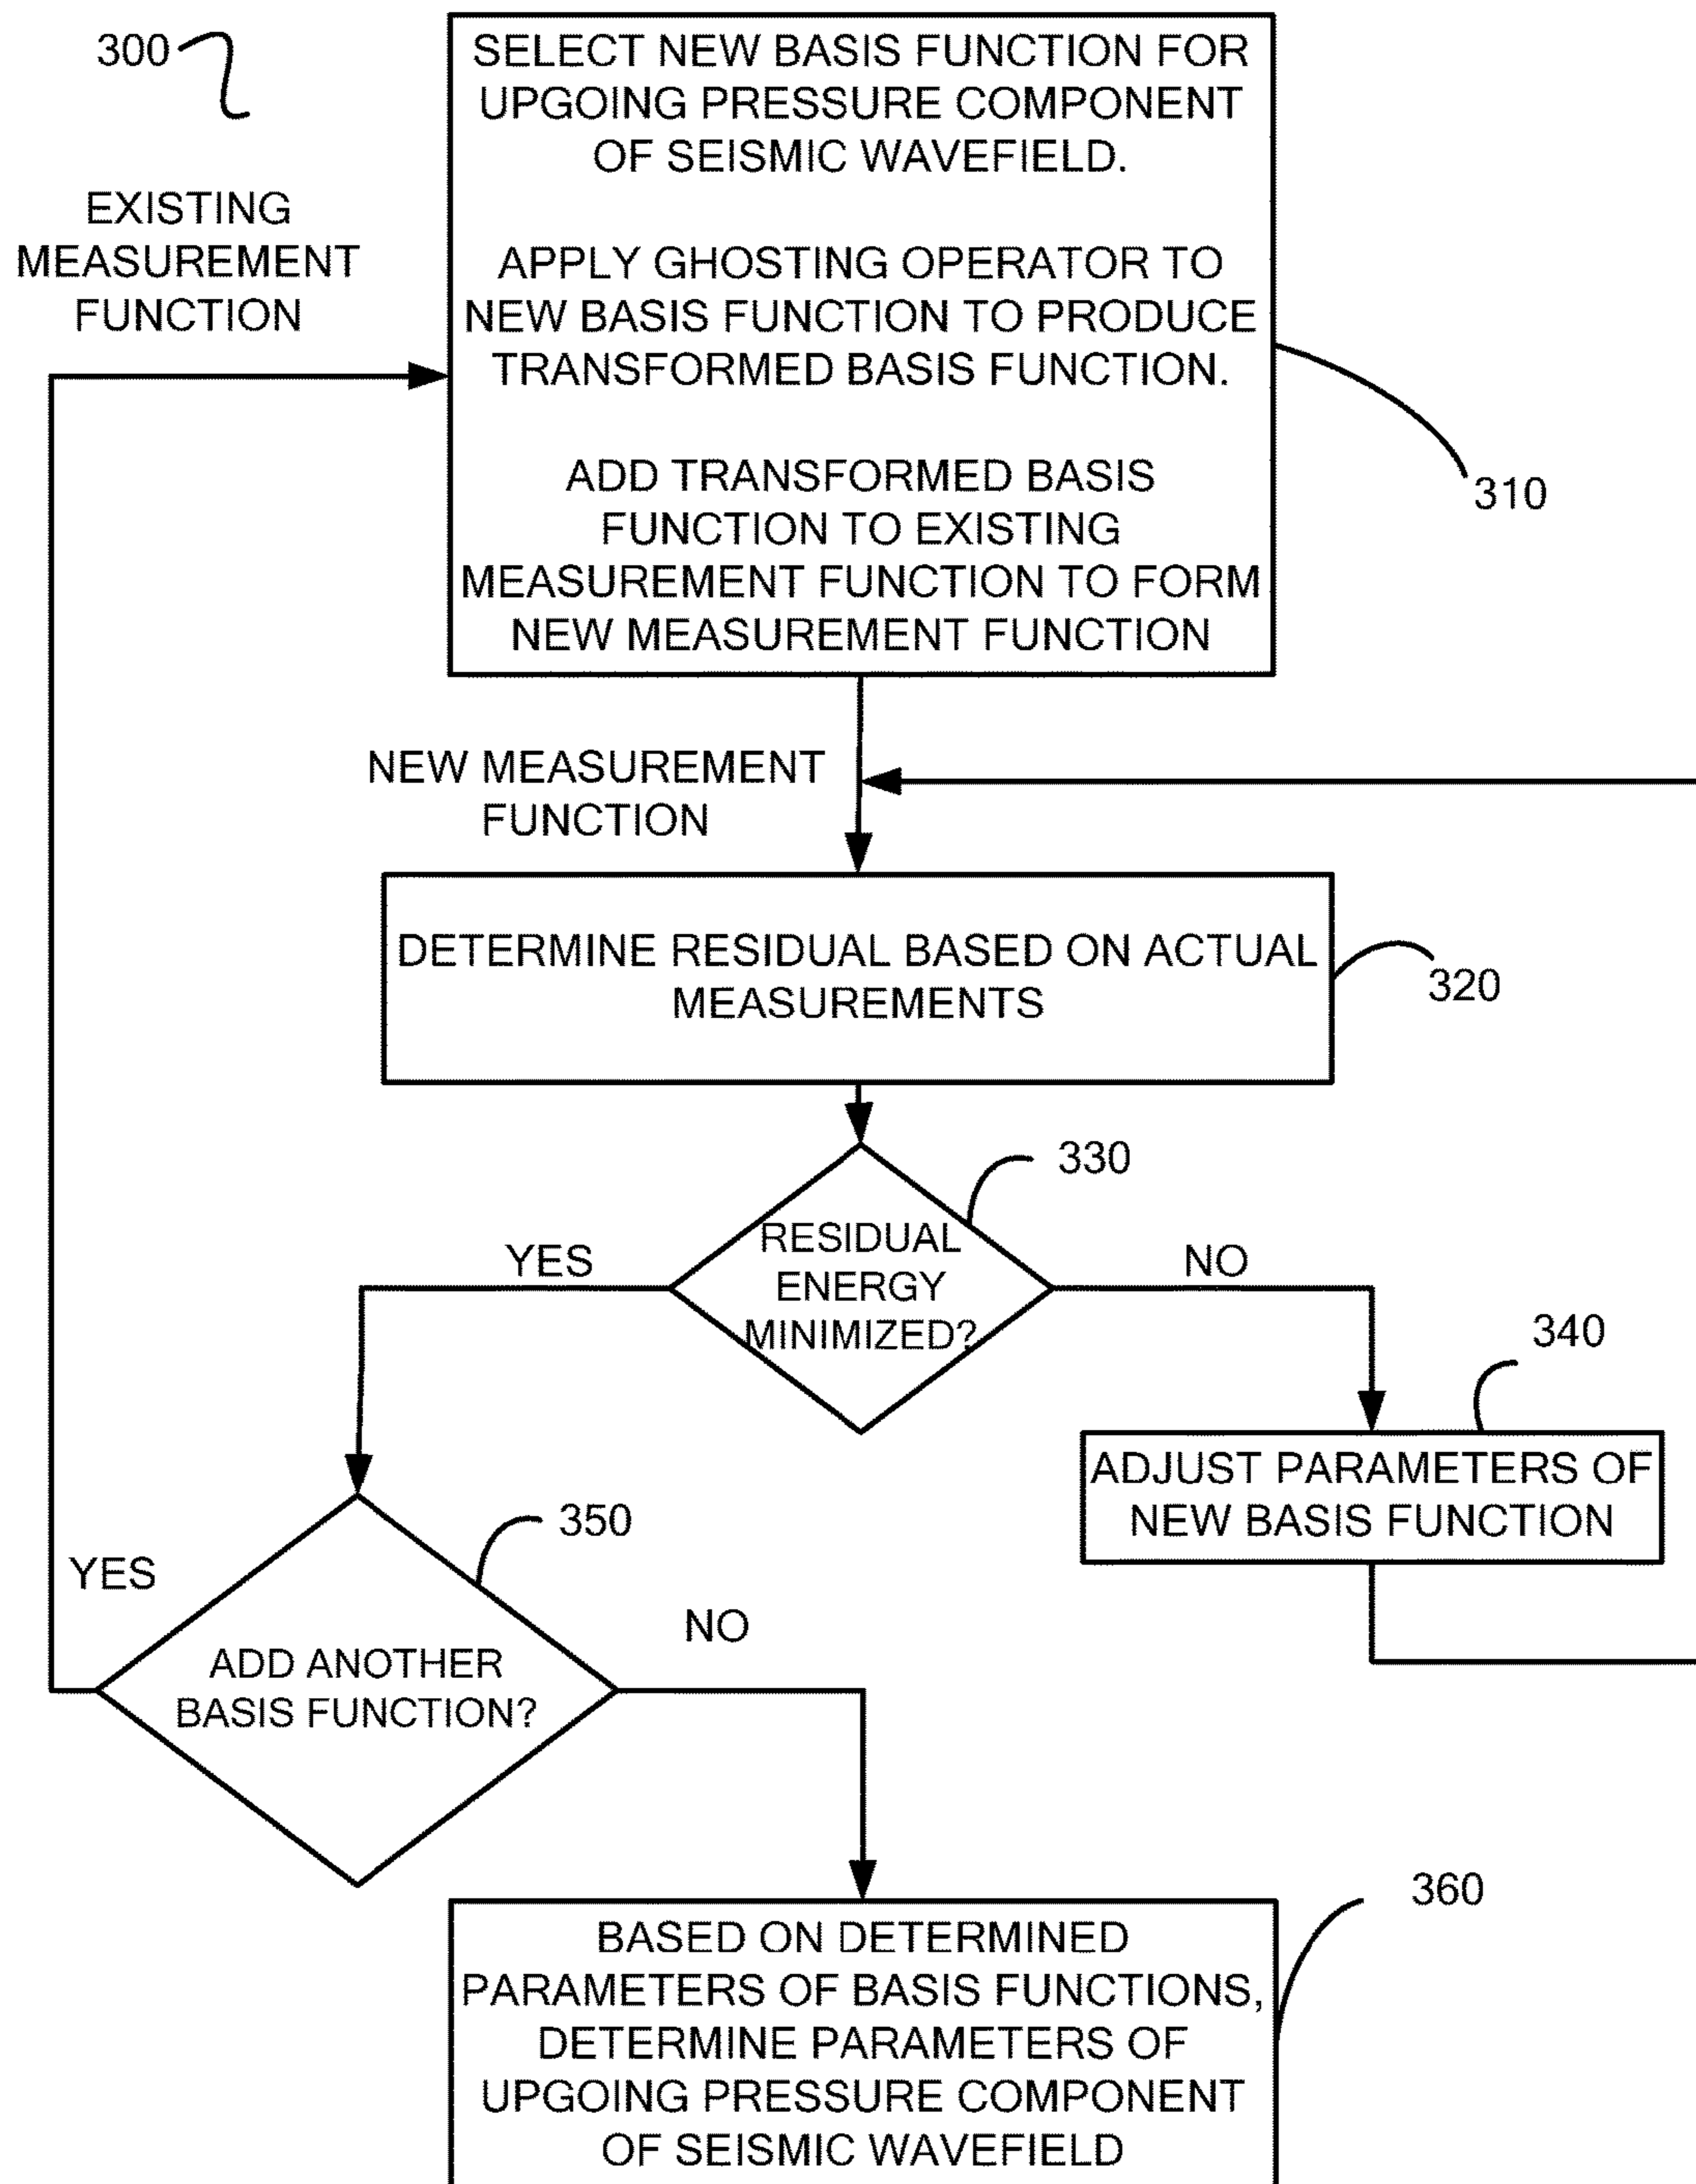 300
SELECT NEW BASIS FUNCTION FOR
UPGOING PRESSURE COMPONENT
OF SEISMIC WAVEFIELD.
EXISTING
MEASUREMENT
FUNCTION
APPLY GHOSTING OPERATOR TO
NEW BASIS FUNCTION TO PRODUCE
TRANSFORMED BASIS FUNCTION.
ADD TRANSFORMED BASIS
FUNCTION TO EXISTING
MEASUREMENT FUNCTION TO FORM
NEW MEASUREMENT FUNCTION
310
NEW MEASUREMENT
FUNCTION
DETERMINE RESIDUAL BASED ON ACTUAL
MEASUREMENTS
320
330
RESIDUAL
ENERGY
MINIMIZED?
YES
NO
340
ADJUST PARAMETERS OF
NEW BASIS FUNCTION
350
YES
NO
ADD ANOTHER
BASIS FUNCTION?
360
BASED ON DETERMINED
PARAMETERS OF BASIS FUNCTIONS,
DETERMINE PARAMETERS OF
UPGOING PRESSURE COMPONENT
OF SEISMIC WAVEFIELD